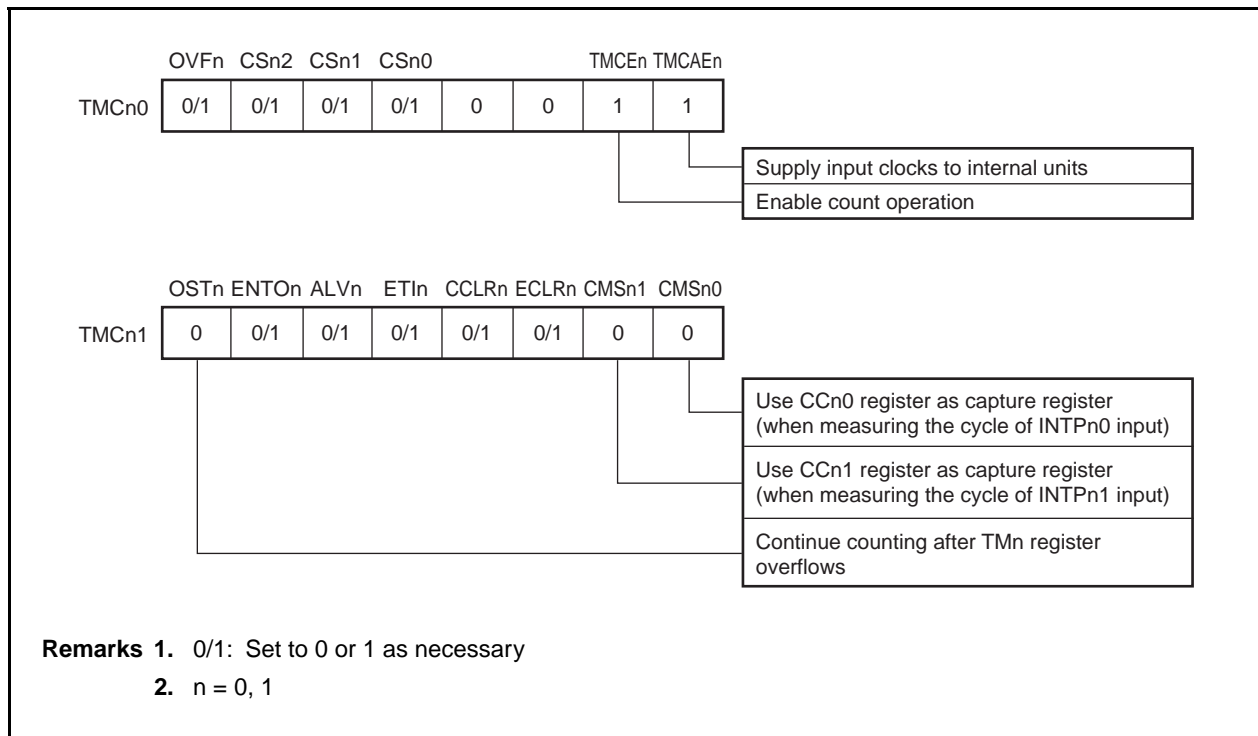 OVFn CSn2 CSn1 CSn0 TMCEn TMCAEn
TMCn0 0/1 0/1 0/1 0/1 0 0 1 1
Supply input clocks to internal units
Enable count operation
OSTn ENTOn ALVn ETIn CCLRn ECLRn CMSn1 CMSn0
TMCn1 0 0/1 0/1 0/1 0/1 0/1 0 0
Use CCn0 register as capture register
(when measuring the cycle of INTPn0 input)
Use CCn1 register as capture register
(when measuring the cycle of INTPn1 input)
Continue counting after TMn register
overflows
Remarks 1. 0/1: Set to 0 or 1 as necessary
2. n = 0, 1